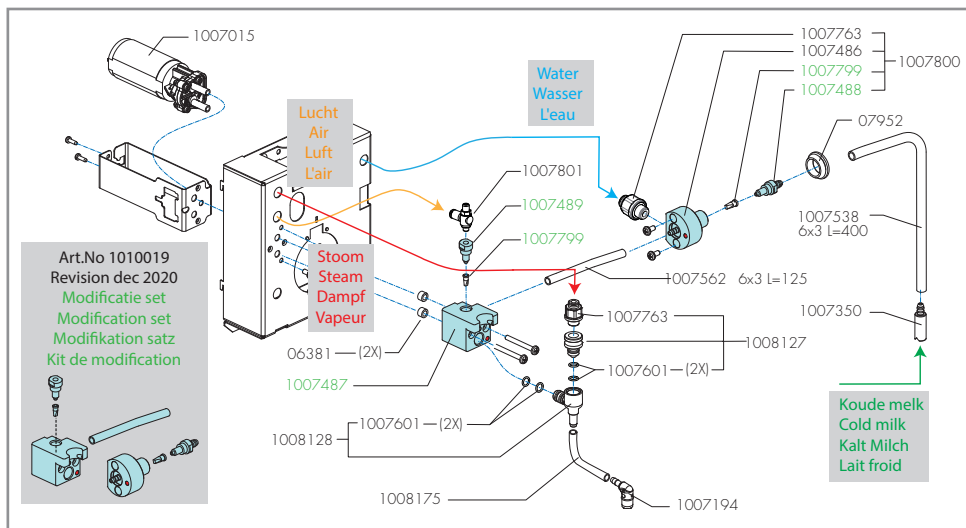 1007015
1007763
1007486
1007799
1007488
1007800
Water
Wasser
L'eau
Lucht
Air
Luft
L'air
07952
1007801
1007489
1007799
1007538
6x3 L=400
Art.No 1010019
Revision dec 2020
Modificatie set
Modification set
Modifikation satz
Kit de modification
Stoom
Steam
Dampf
Vapeur
1007562 6x3 L=125
1007763
1007350
1008127
06381 (2X)
1007601 (2X)
1007487
Koude melk
Cold milk
Kalt Milch
Lait froid
1007601 (2X)
1008128
1008175
1007194